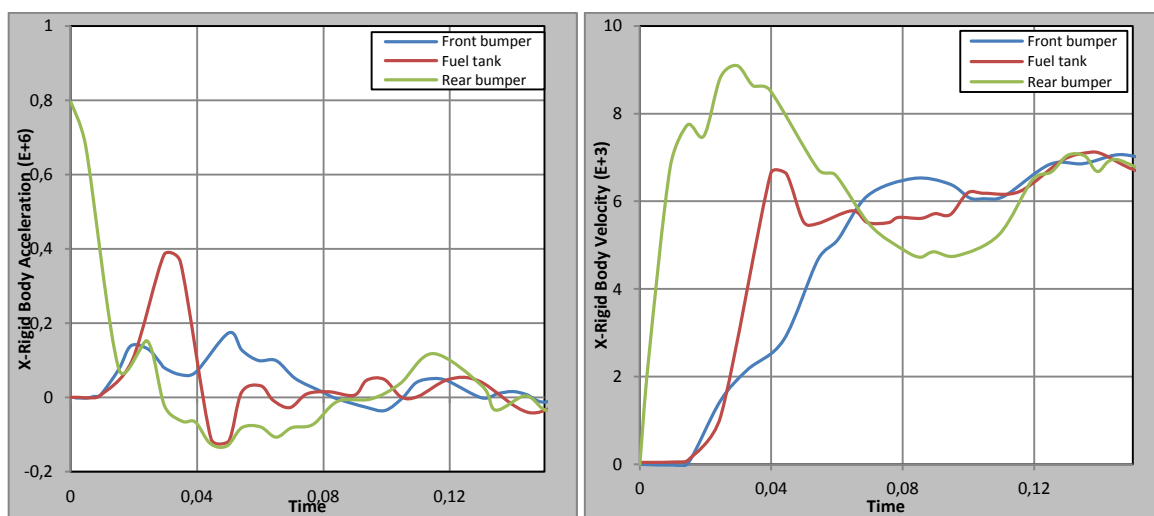 1
0,8
0,6
0,4
0,2
0
-0,2
X-Rigid Body Acceleration (E+6)
Front bumper
Fuel tank
Rear bumper
0
0,04
0,08
0,12
Time
10
8
6
4
2
0
X-Rigid Body Velocity (E+3)
Front bumper
Fuel tank
Rear bumper
0
0,04
0,08
0,12
Time